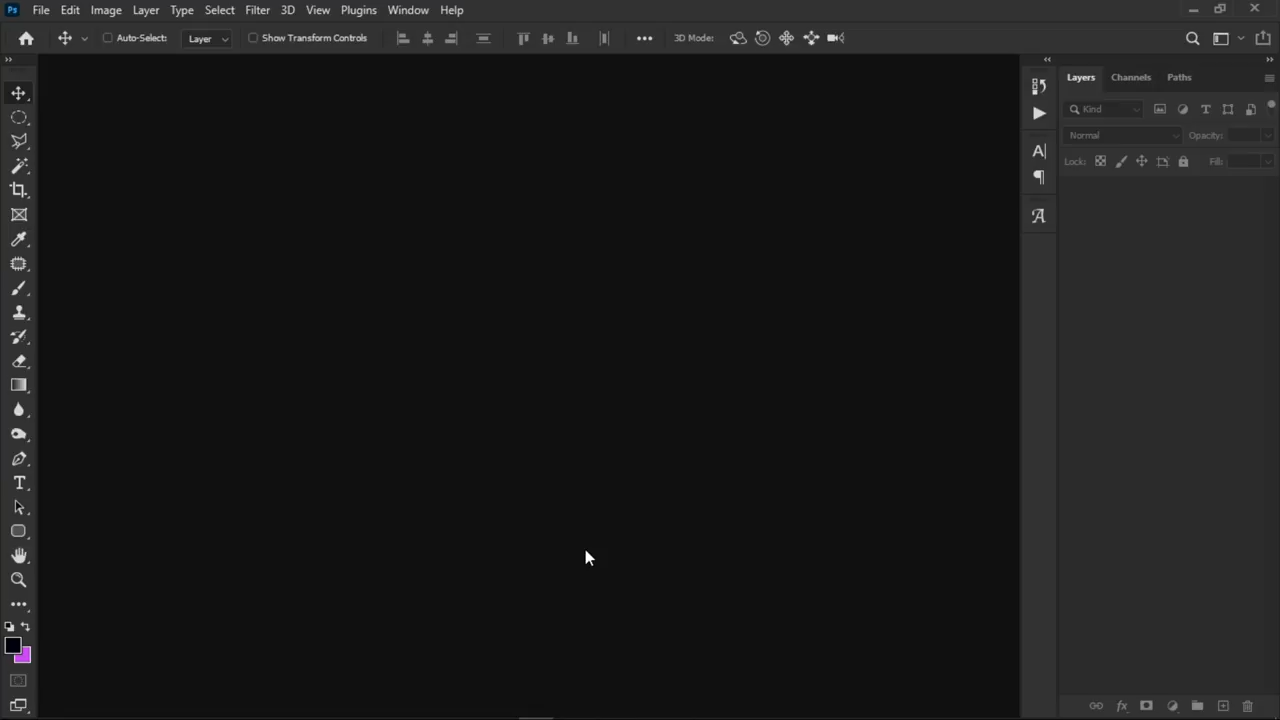 Ps File Edit Image Layer Type Select Filter 3D View Plugins Window Help
Auto-Select: Layer Show Transform Controls 3D Mode:
Layers Channels Paths
Kind
Normal Opacity:
Lock: Fill: